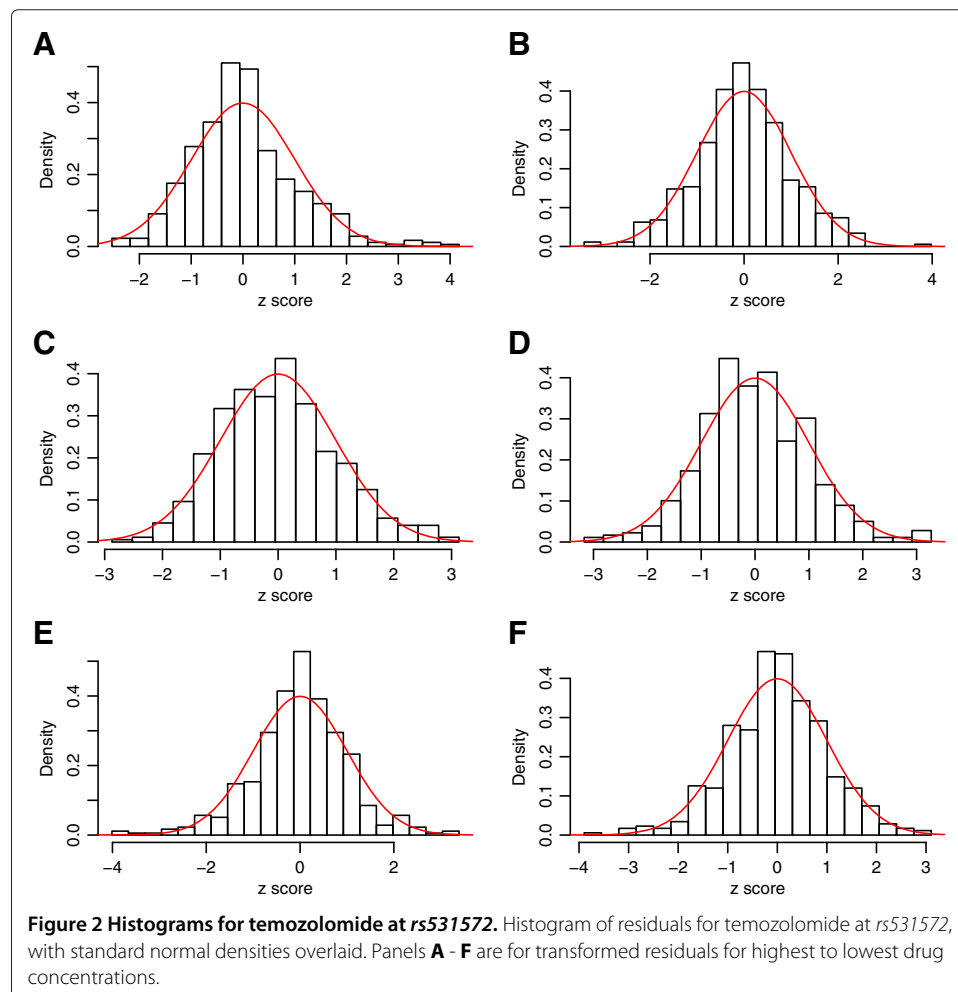 A
B
Density
0.0 0.2 0.4
−2 −1 0 1 2 3 4
z score
Density
0.0 0.1 0.2 0.3 0.4
−2 0 2 4
z score
C
D
Density
0.0 0.1 0.2 0.3 0.4
−3 −2 −1 0 1 2 3
z score
Density
0.0 0.1 0.2 0.3 0.4
−3 −2 −1 0 1 2 3
z score
E
F
Density
0.0 0.2 0.4
−4 −2 0 2
z score
Density
0.0 0.1 0.2 0.3 0.4
−4 −3 −2 −1 0 1 2 3
z score
Figure 2 Histograms for temozolomide at rs531572. Histogram of residuals for temozolomide at rs531572,
with standard normal densities overlaid. Panels A - F are for transformed residuals for highest to lowest drug
concentrations.